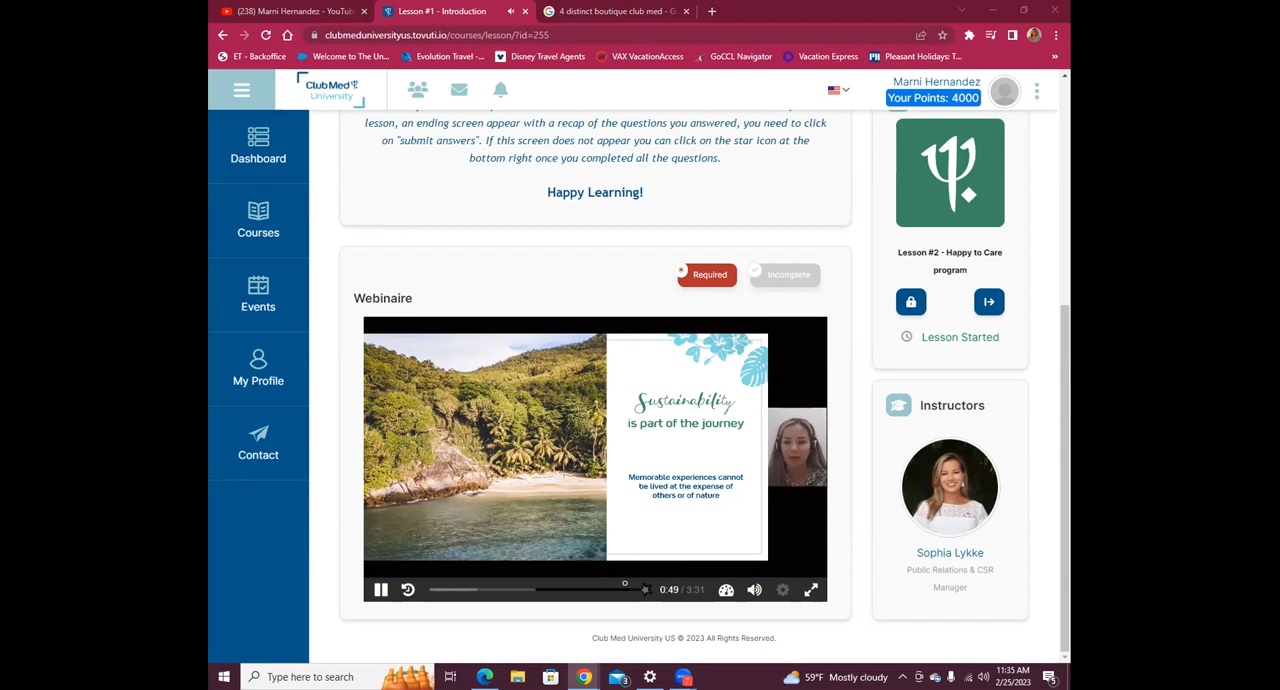 (238) Marni Hernandez - YouTu
Lesson #1 - Introduction
4 distinct boutique club med - G
clubmeduniversityus.tovuti.io/courses/lesson/?id=255
ET - Backoffice
Welcome to The Un...
Evolution Travel -...
Disney Travel Agents
VAX VacationAccess
GoCCL Navigator
Vacation Express
Pleasant Holidays: T...
»
Club Med
University
Marni Hernandez
Your Points: 4000
Dashboard
Courses
Events
My Profile
Contact
lesson, an ending screen appear with a recap of the questions you answered, you need to click
on "submit answers". If this screen does not appear you can click on the star icon at the
bottom right once you completed all the questions.
Happy Learning!
* Required
Incomplete
Webinaire
Sustainability
is part of the journey
Memorable experiences cannot
be lived at the expense of
others or of nature
0:49 / 3:31
Lesson #2 - Happy to Care
program
Lesson Started
Instructors
Sophia Lykke
Public Relations & CSR
Manager
Club Med University US © 2023 All Rights Reserved.
Type here to search
3
7
59°F Mostly cloudy
11:35 AM
2/25/2023
5